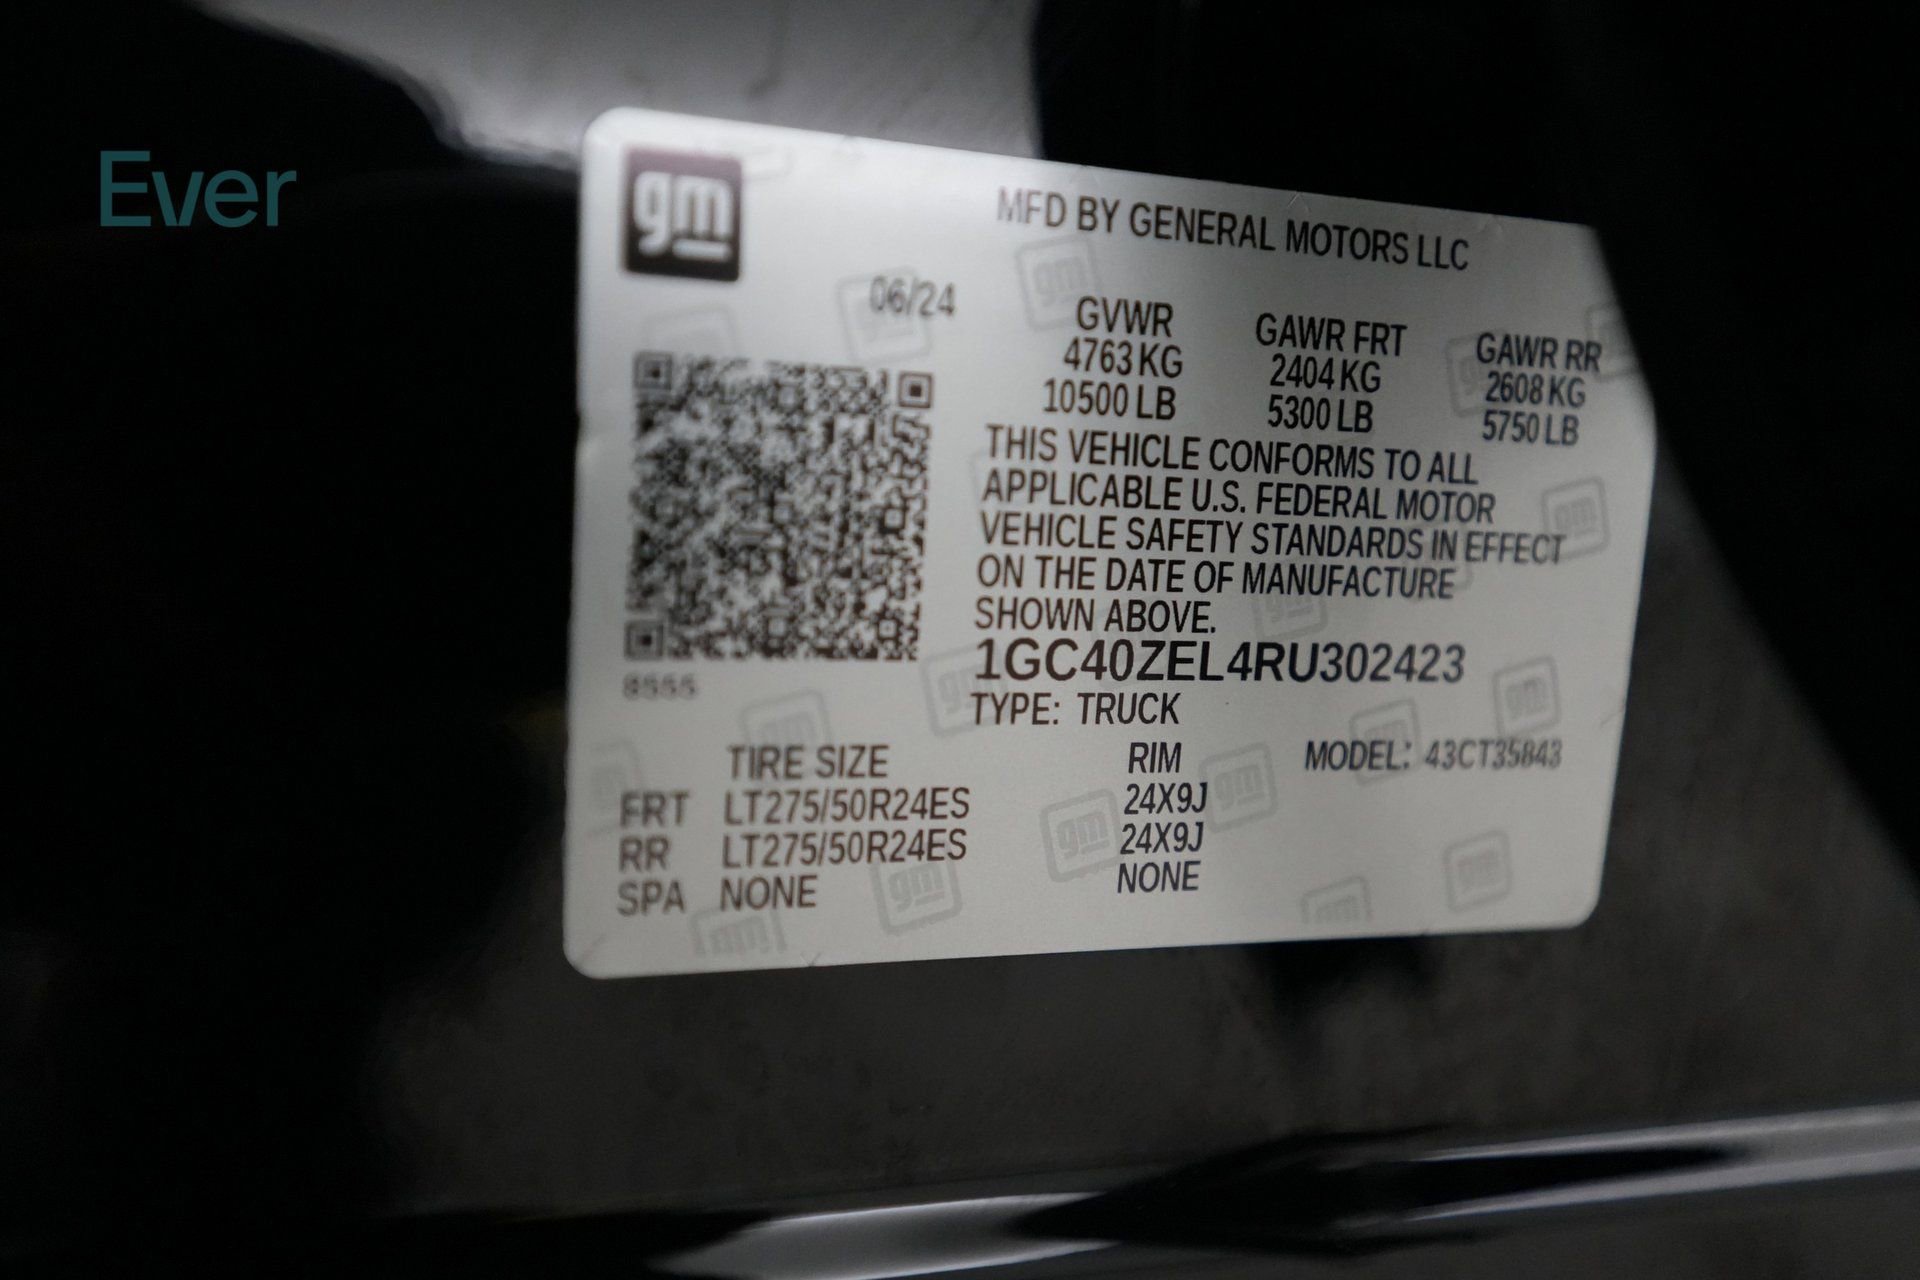 Ever
gm
MFD BY GENERAL MOTORS LLC
06/24
GVWR GAWR FRT GAWR RR
4763 KG 2404 KG 2608 KG
10500 LB 5300 LB 5750 LB
THIS VEHICLE CONFORMS TO ALL
APPLICABLE U.S. FEDERAL MOTOR
VEHICLE SAFETY STANDARDS IN EFFECT
ON THE DATE OF MANUFACTURE
SHOWN ABOVE.
1GC40ZEL4RU302423
8555
TYPE: TRUCK
TIRE SIZE RIM MODEL: 43CT35843
FRT LT275/50R24ES 24X9J
RR LT275/50R24ES 24X9J
SPA NONE NONE